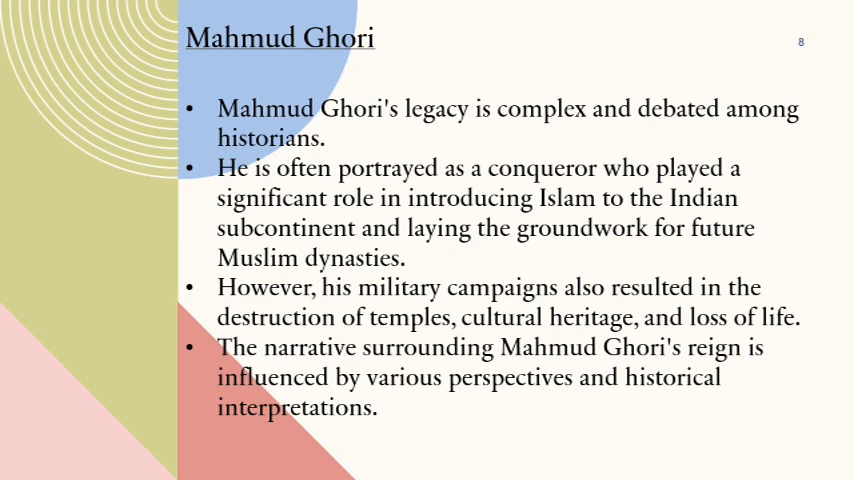 Mahmud Ghori
8
• Mahmud Ghori's legacy is complex and debated among
historians.
• He is often portrayed as a conqueror who played a
significant role in introducing Islam to the Indian
subcontinent and laying the groundwork for future
Muslim dynasties.
• However, his military campaigns also resulted in the
destruction of temples, cultural heritage, and loss of life.
• The narrative surrounding Mahmud Ghori's reign is
influenced by various perspectives and historical
interpretations.